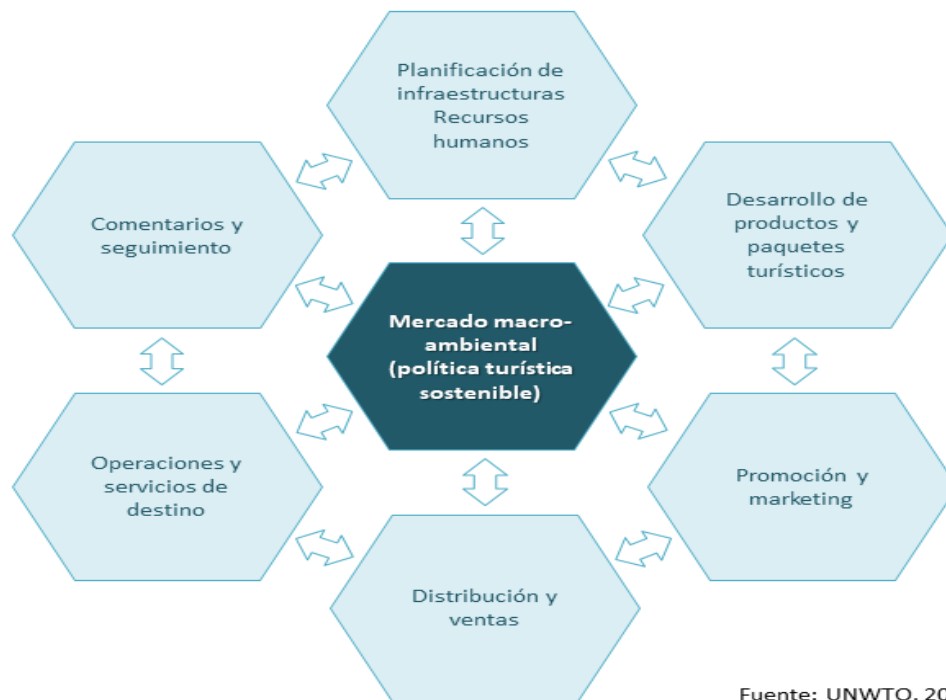 Planificación de
infraestructuras
Recursos
humanos
Comentarios y
seguimiento
Desarrollo de
productos y
paquetes
turísticos
Mercado macro-
ambiental
(política turística
sostenible)
Operaciones y
servicios de
destino
Promoción y
marketing
Distribución y
ventas
Fuente: UNWTO, 20